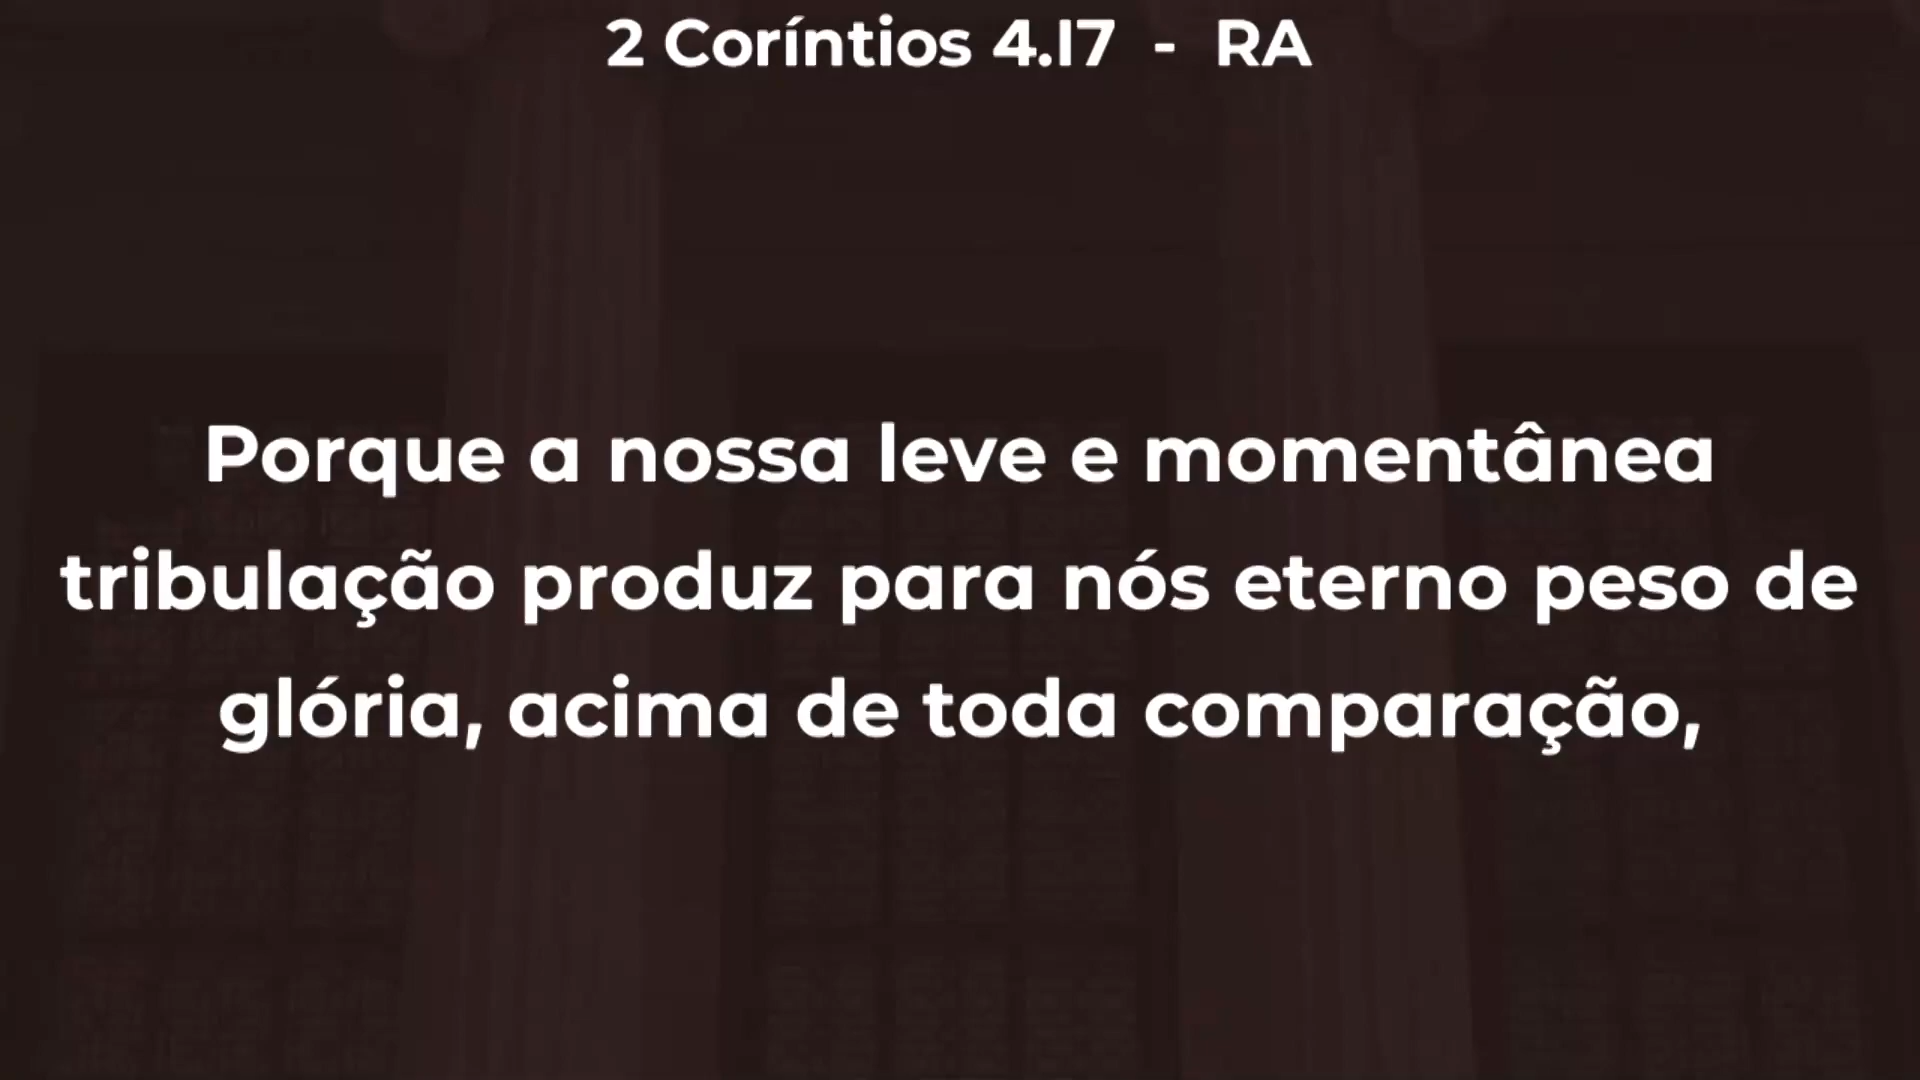 2 Coríntios 4.17 - RA
Porque a nossa leve e momentânea
tribulação produz para nós eterno peso de
glória, acima de toda comparação,